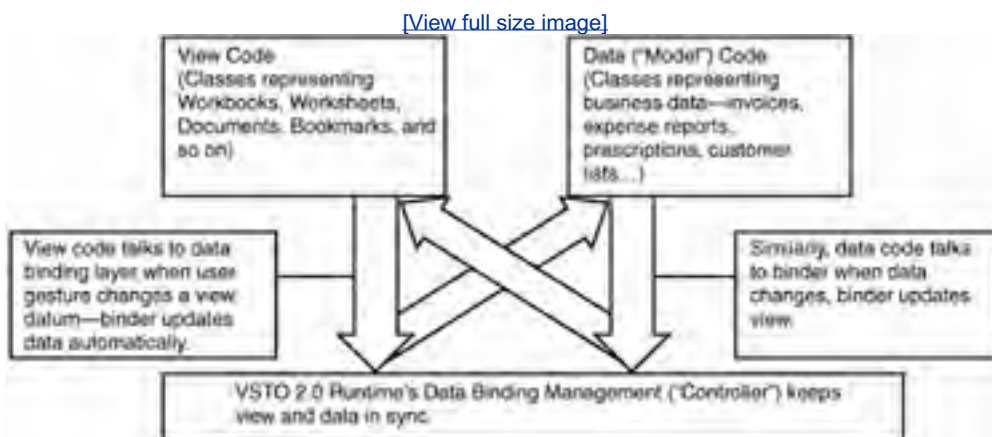 [View full size image]
View Code
(Classes representing
Workbooks, Worksheets,
Documents, Bookmarks, and
so on)
Data ("Model") Code
(Classes representing
business data—invoices,
expense reports,
prescriptions, customer
lists...)
View code talks to data
binding layer when user
gesture changes a view
datum—binder updates
data automatically.
Similarly, data code talks
to binder when data
changes, binder updates
view.
VSTO 2.0 Runtime's Data Binding Management ("Controller") keeps
view and data in sync.